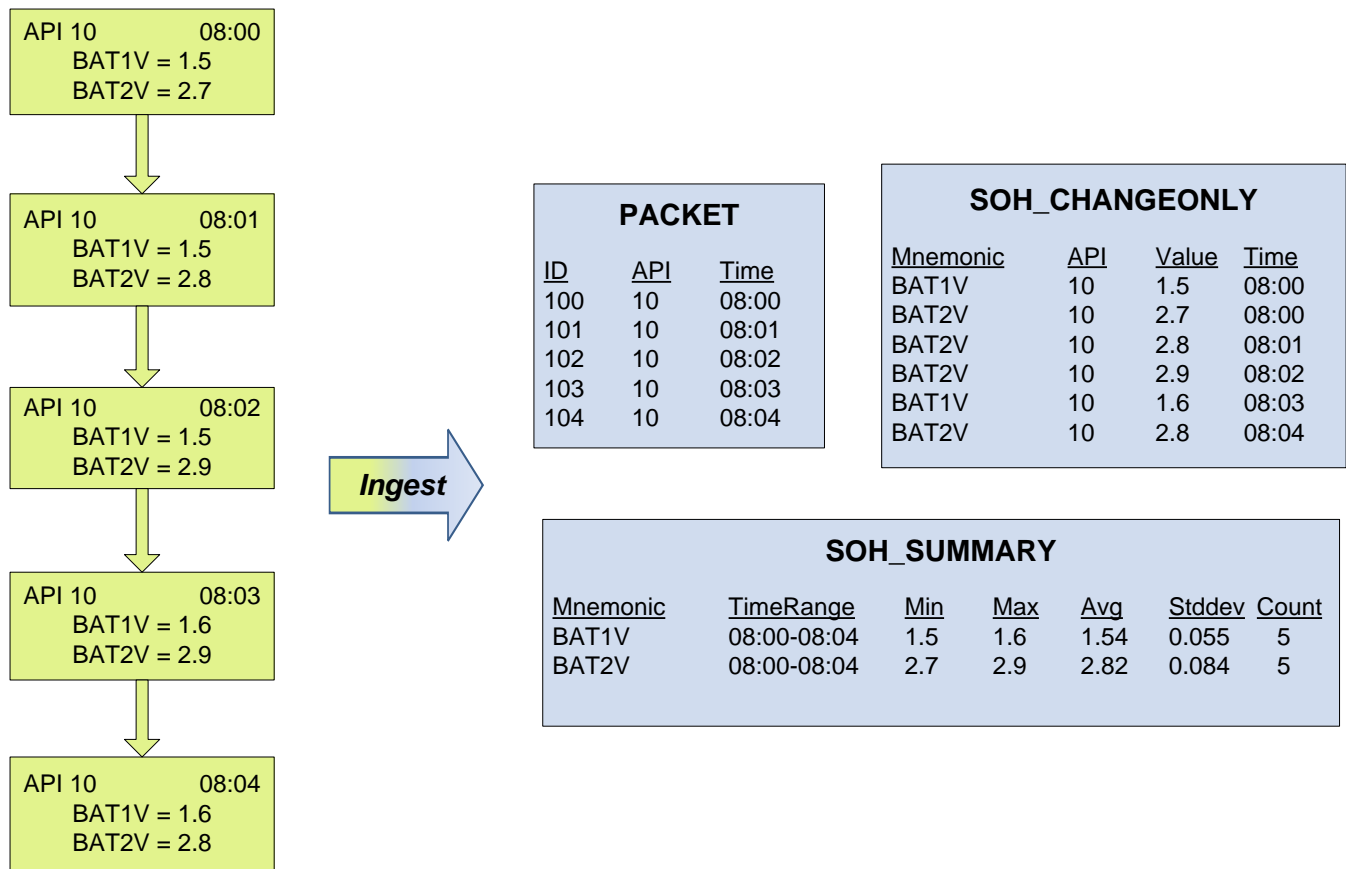 API 10 08:00
BAT1V = 1.5
BAT2V = 2.7
API 10 08:01
BAT1V = 1.5
BAT2V = 2.8
API 10 08:02
BAT1V = 1.5
BAT2V = 2.9
API 10 08:03
BAT1V = 1.6
BAT2V = 2.9
API 10 08:04
BAT1V = 1.6
BAT2V = 2.8
Ingest
PACKET
ID API Time
100 10 08:00
101 10 08:01
102 10 08:02
103 10 08:03
104 10 08:04
SOH_CHANGEONLY
Mnemonic API Value Time
BAT1V 10 1.5 08:00
BAT2V 10 2.7 08:00
BAT2V 10 2.8 08:01
BAT2V 10 2.9 08:02
BAT1V 10 1.6 08:03
BAT2V 10 2.8 08:04
SOH_SUMMARY
Mnemonic TimeRange Min Max Avg Stddev Count
BAT1V 08:00-08:04 1.5 1.6 1.54 0.055 5
BAT2V 08:00-08:04 2.7 2.9 2.82 0.084 5